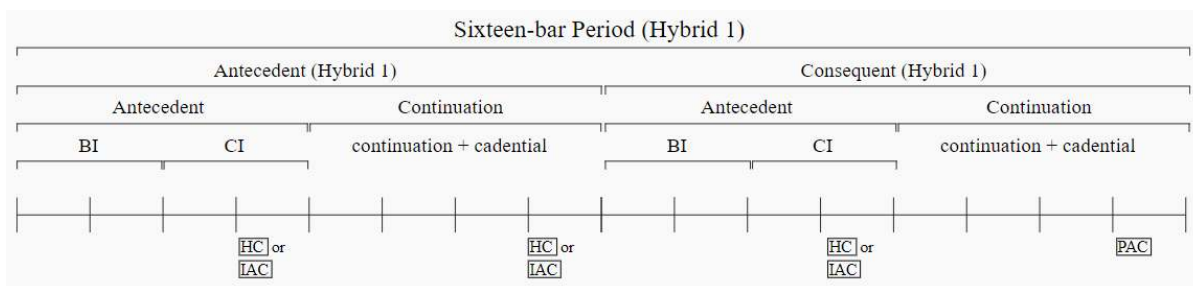 Sixteen-bar Period (Hybrid 1)
Antecedent (Hybrid 1) Consequent (Hybrid 1)
Antecedent Continuation Antecedent Continuation
BI CI continuation + cadential BI CI continuation + cadential
HC or HC or HC or PAC
IAC IAC IAC